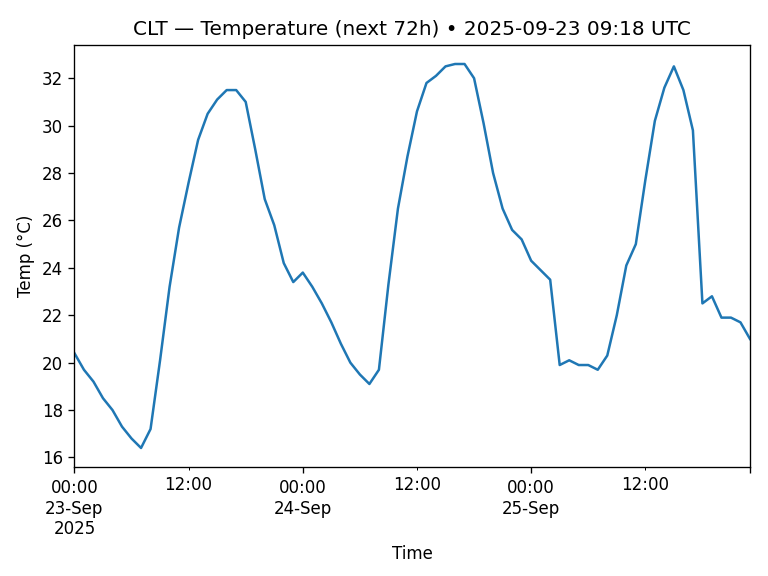 CLT — Temperature (next 72h) • 2025-09-23 09:18 UTC
Temp (°C)
32
30
28
26
24
22
20
18
16
00:00 12:00 00:00 12:00 00:00 12:00
23-Sep 24-Sep 25-Sep
2025
Time